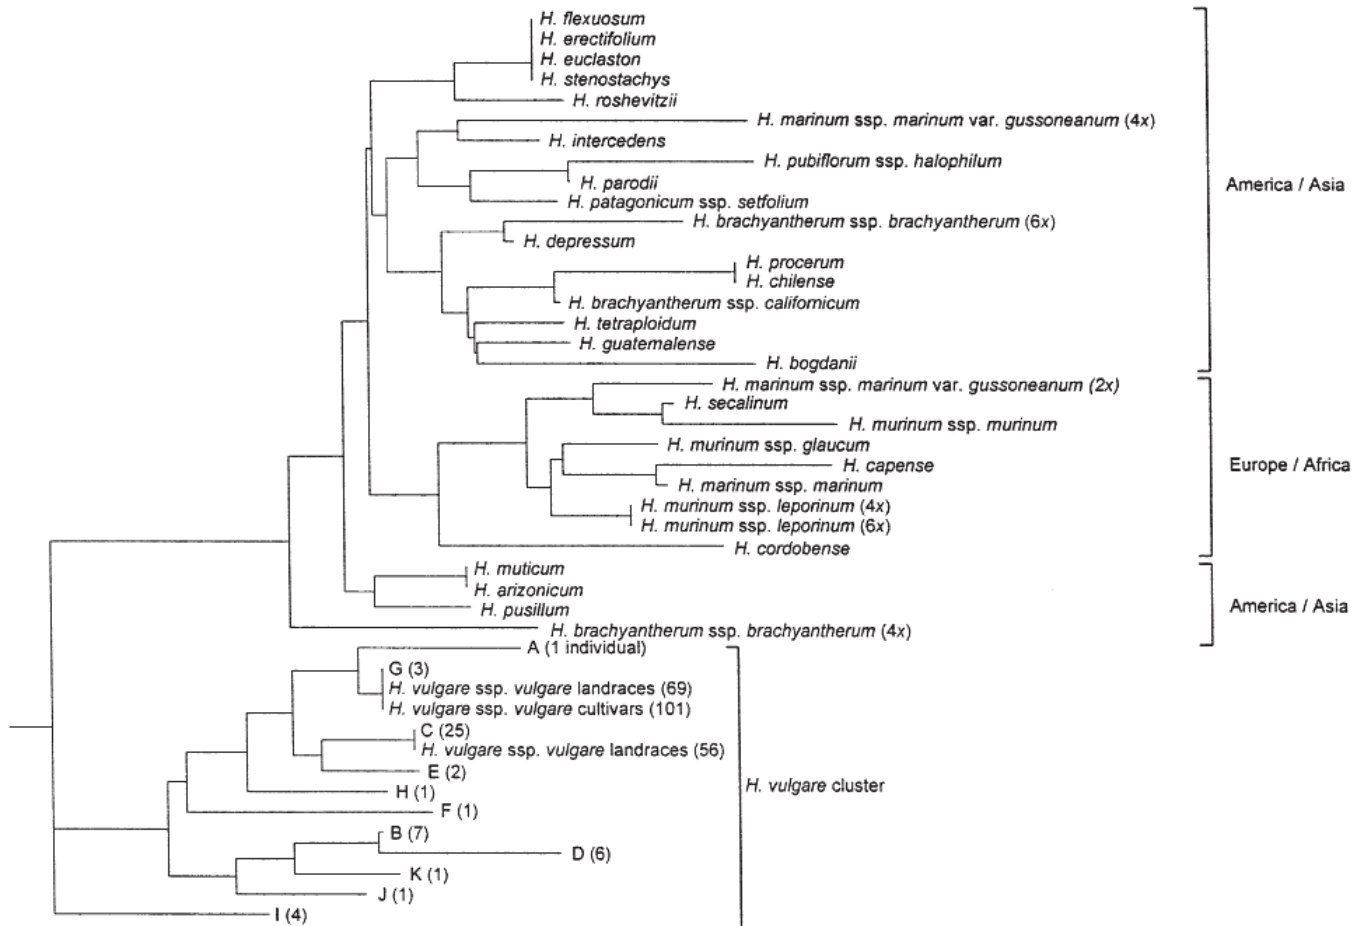 H. flexuosum
H. erectifolium
H. euclaston
H. stenostachys
H. roshevitzii
H. marinum ssp. marinum var. gussoneanum (4x)
H. intercedens
H. pubiflorum ssp. halophilum
H. parodii
H. patagonicum ssp. setfolium
H. brachyantherum ssp. brachyantherum (6x)
H. depressum
H. procerum
H. chilense
H. brachyantherum ssp. californicum
H. tetraploidum
H. guatemalense
H. bogdanii
America / Asia
H. marinum ssp. marinum var. gussoneanum (2x)
H. secalinum
H. murinum ssp. murinum
H. murinum ssp. glaucum
H. capense
H. marinum ssp. marinum
H. murinum ssp. leporinum (4x)
H. murinum ssp. leporinum (6x)
H. cordobense
Europe / Africa
H. muticum
H. arizonicum
H. pusillum
H. brachyantherum ssp. brachyantherum (4x)
America / Asia
A (1 individual)
G (3)
H. vulgare ssp. vulgare landraces (69)
H. vulgare ssp. vulgare cultivars (101)
C (25)
H. vulgare ssp. vulgare landraces (56)
E (2)
H (1)
F (1)
B (7)
D (6)
K (1)
J (1)
I (4)
H. vulgare cluster